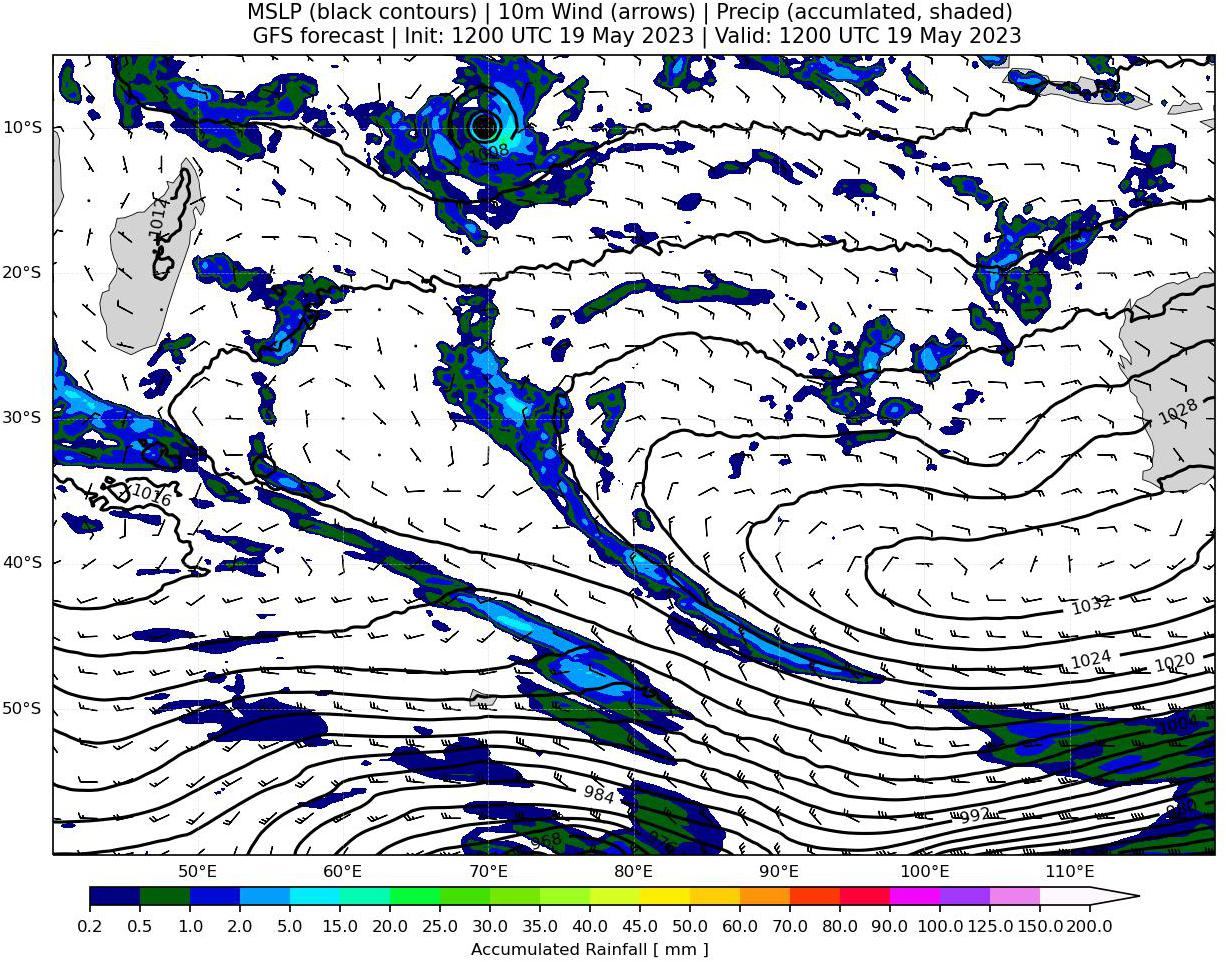 MSLP (black contours) | 10m Wind (arrows) | Precip (accumlated, shaded)
GFS forecast | Init: 1200 UTC 19 May 2023 | Valid: 1200 UTC 19 May 2023
10°S
1008
1012
20°S
1028
30°S
1016
40°S
1032
1024
1020
50°S
1004
984
992
968
50°E 60°E 70°E 80°E 90°E 100°E 110°E
0.2 0.5 1.0 2.0 5.0 10.0 15.0 20.0 25.0 30.0 35.0 40.0 45.0 50.0 60.0 70.0 80.0 90.0 100.0 125.0 150.0 200.0
Accumulated Rainfall [ mm ]